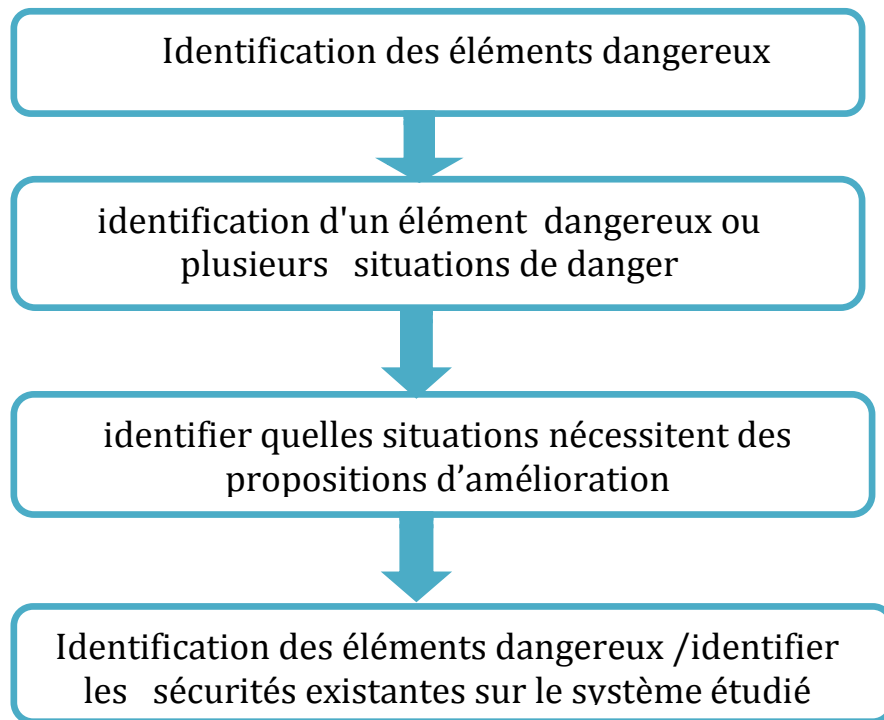 Identification des éléments dangereux
identification d'un élément dangereux ou
plusieurs situations de danger
identifier quelles situations nécessitent des
propositions d’amélioration
Identification des éléments dangereux /identifier
les sécurités existantes sur le système étudié